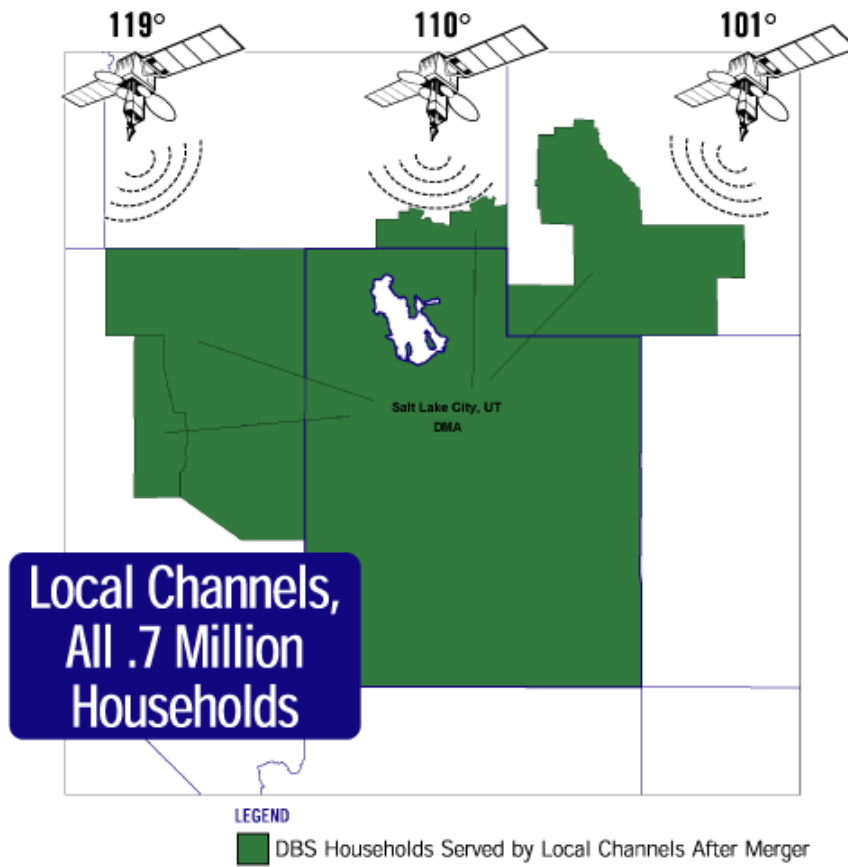 119° 110° 101°
Salt Lake City, UT
DMA
Local Channels,
All .7 Million
Households
LEGEND
DBS Households Served by Local Channels After Merger